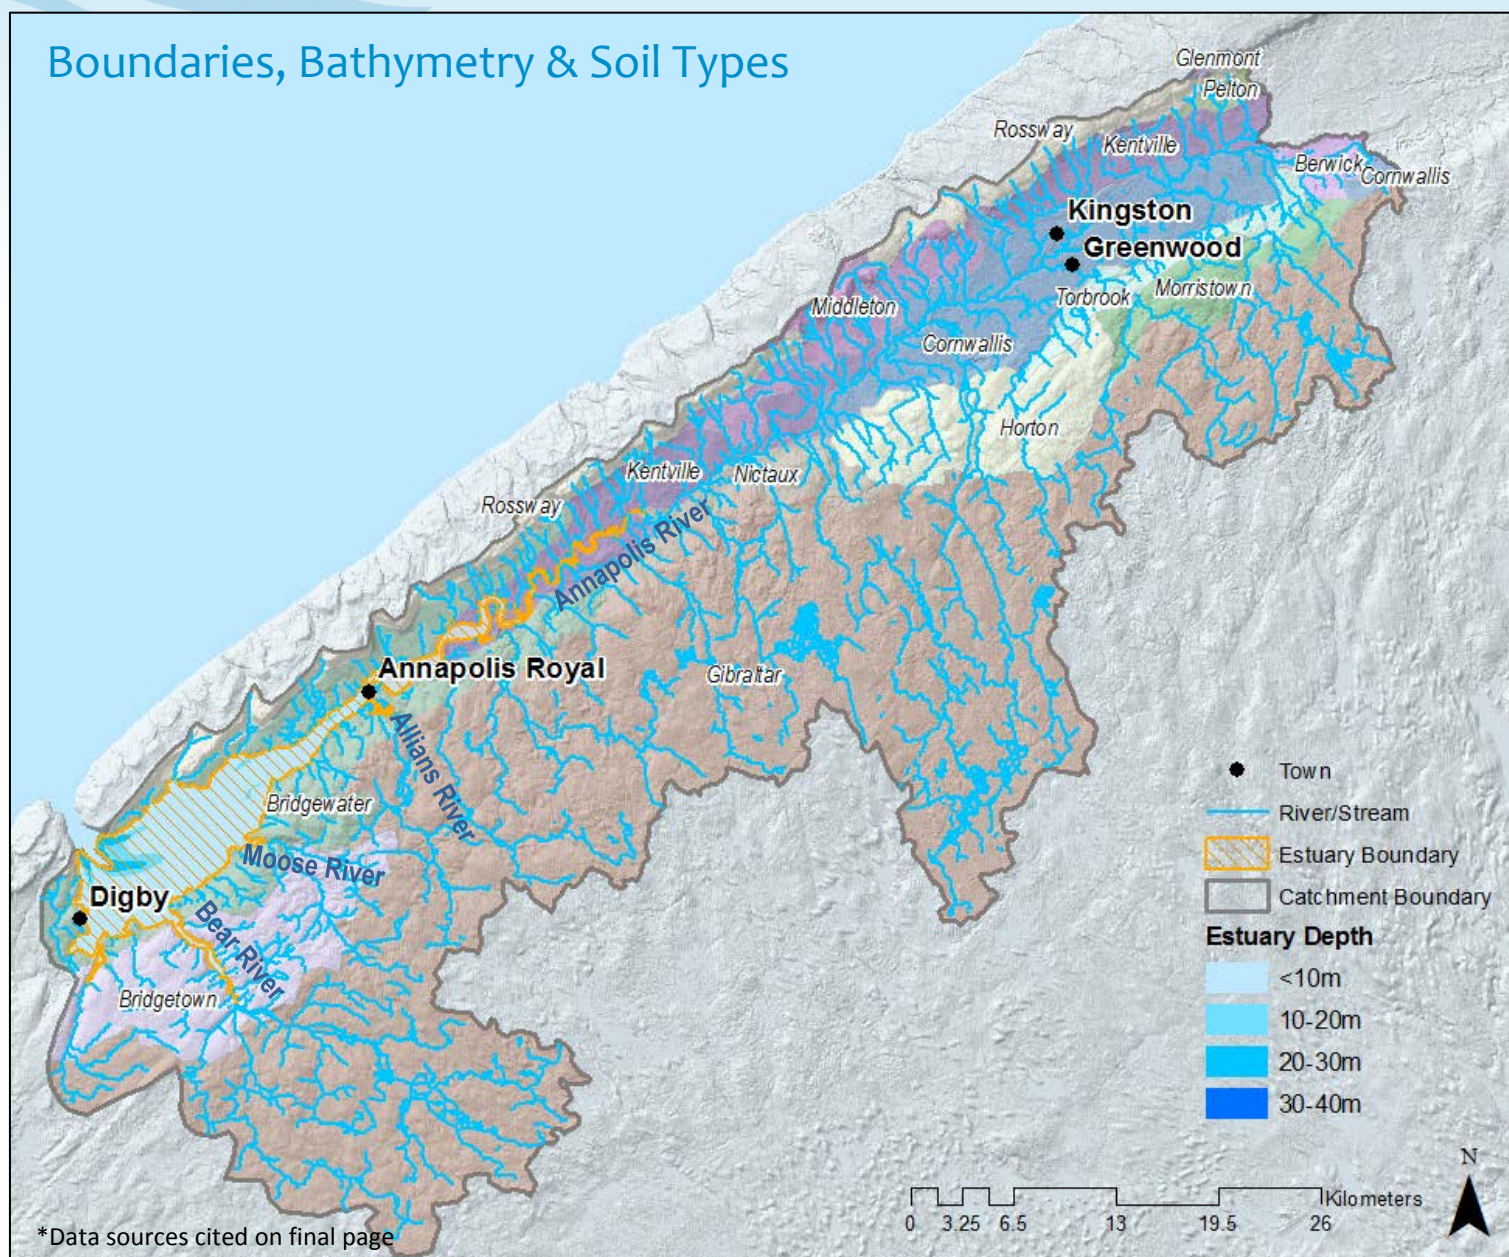 Boundaries, Bathymetry & Soil Types
Glenmont
Pelton
Rossway
Kentville
Berwick
Cornwallis
Kingston
Greenwood
Torbrook
Morristown
Middleton
Cornwallis
Horton
Kentville
Nictaux
Rossway
Annapolis River
Annapolis Royal
Gibraltar
Allians River
Bridgewater
Moose River
Digby
Bear River
Bridgetown
Town
River/Stream
Estuary Boundary
Catchment Boundary
Estuary Depth
<10m
10-20m
20-30m
30-40m
N
Kilometers
0 3.25 6.5 13 19.5 26
*Data sources cited on final page